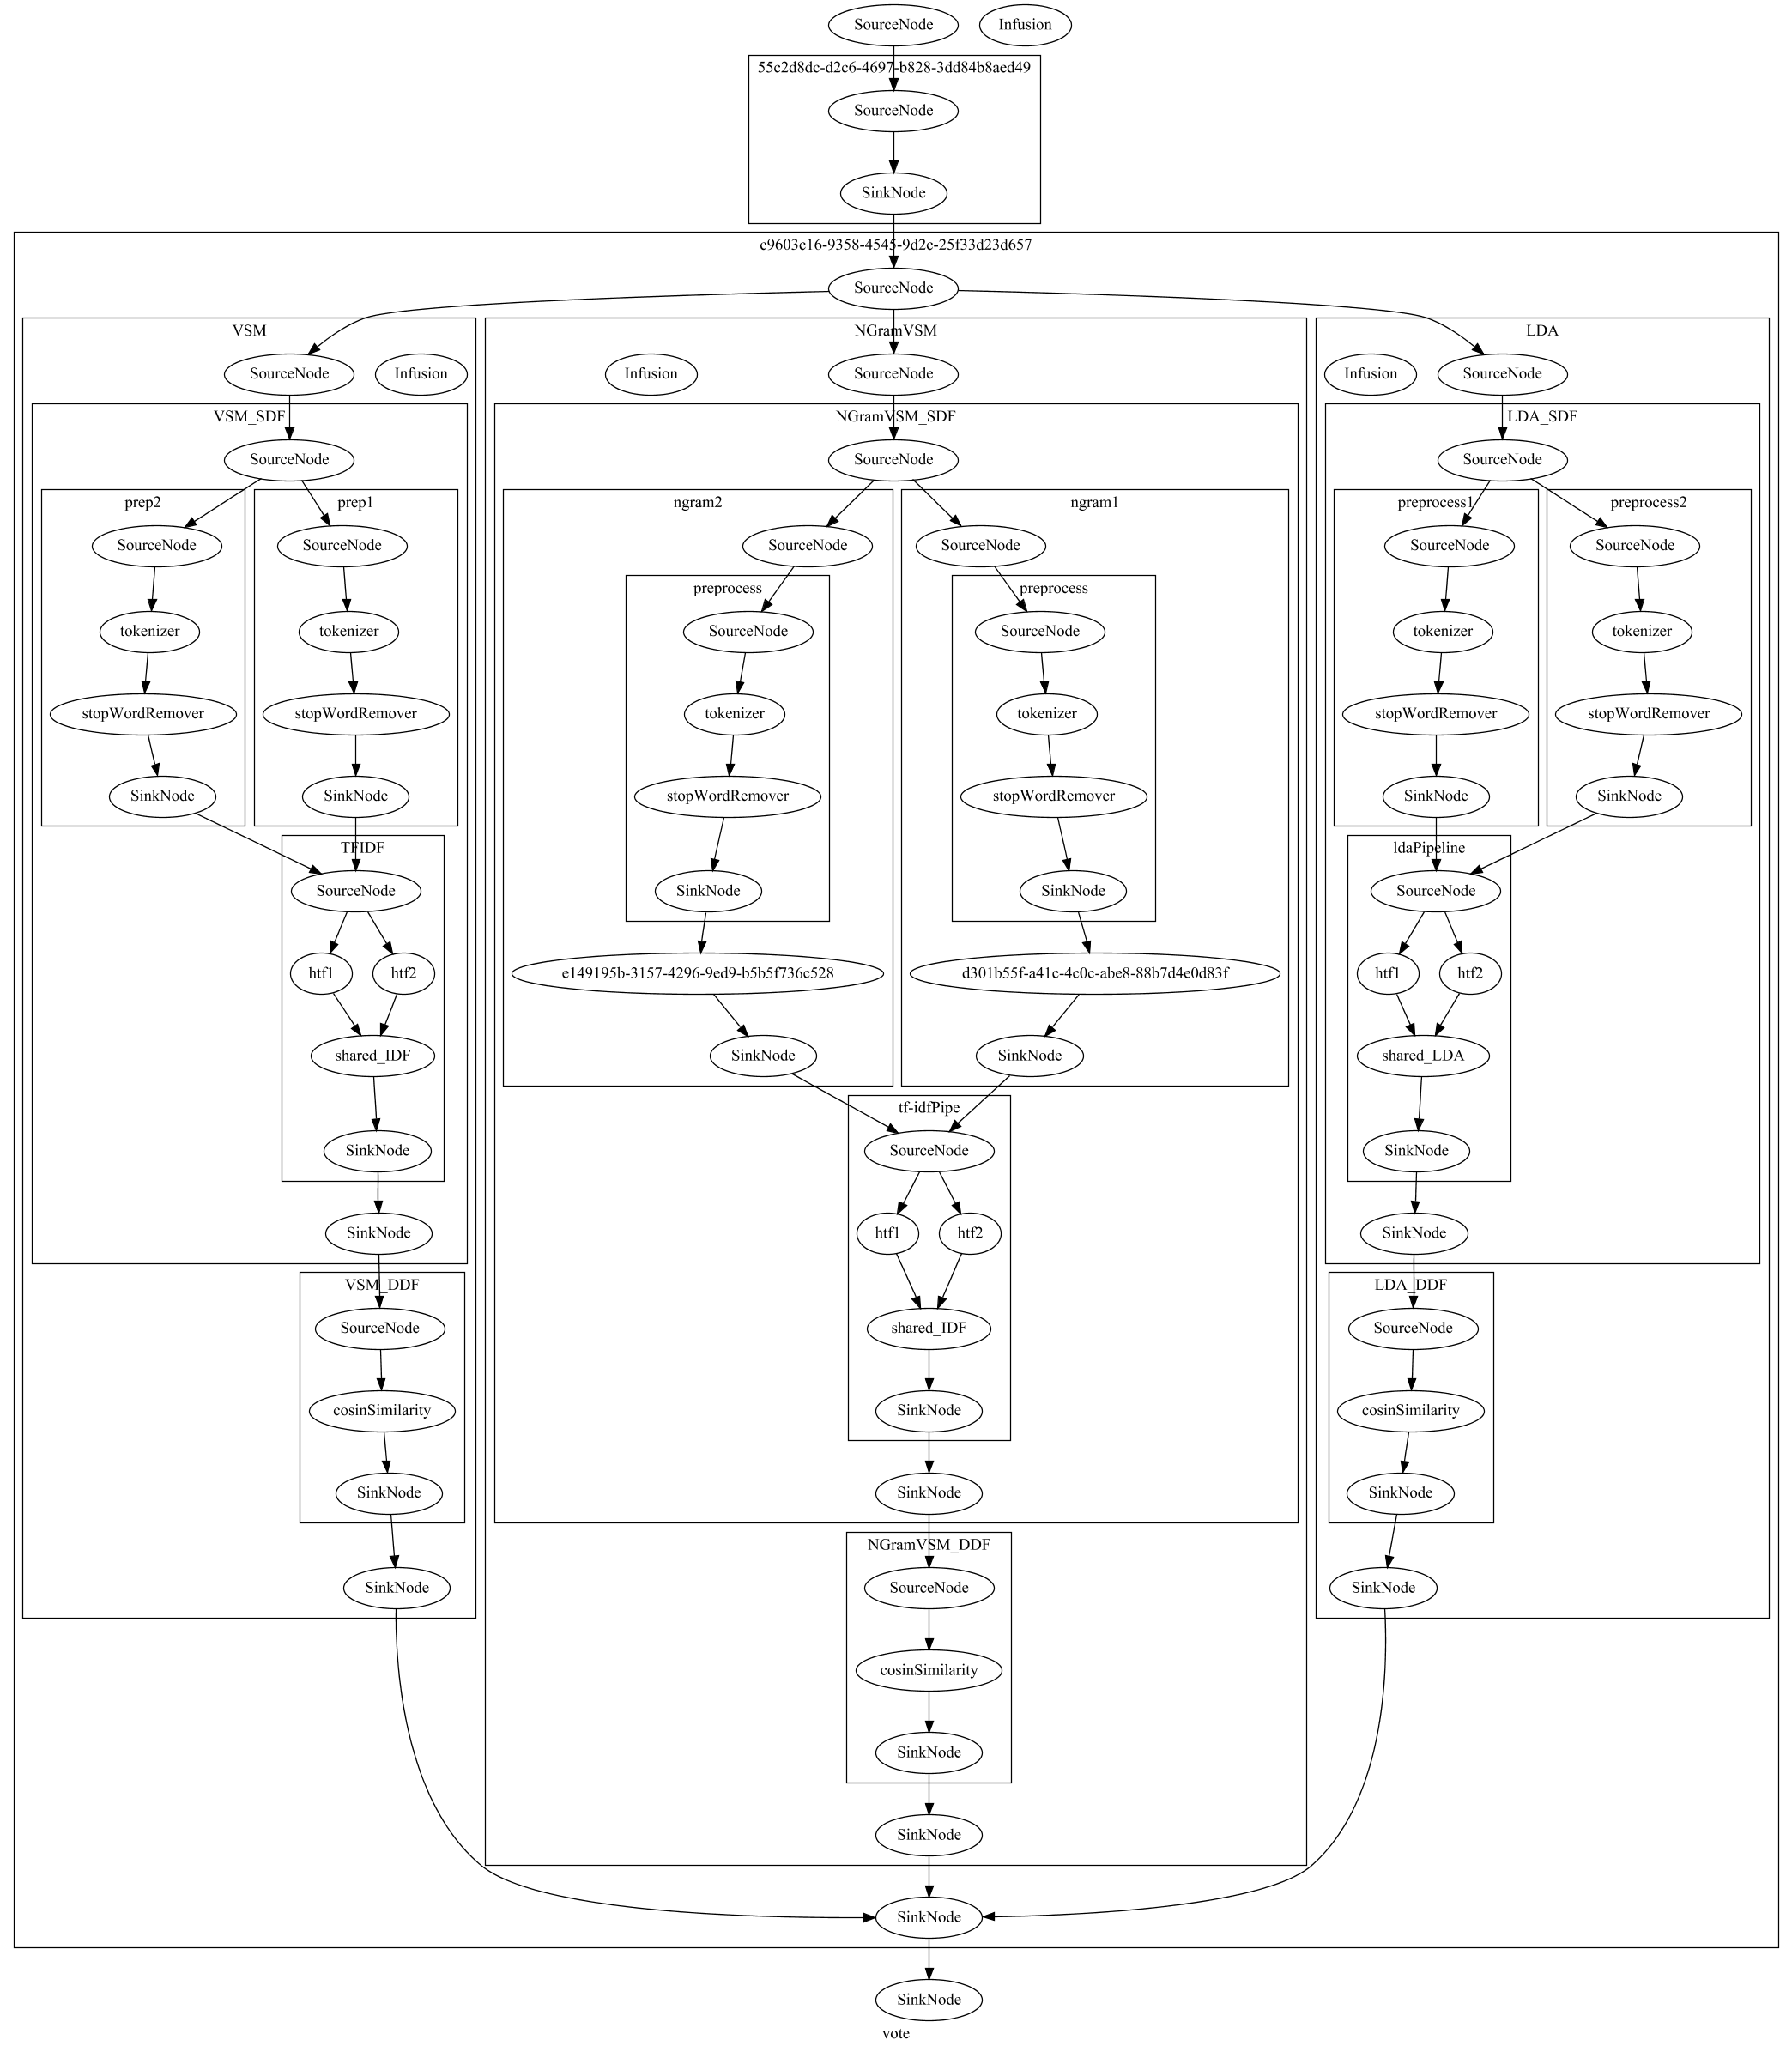 SourceNode
Infusion
55c2d8dc-d2c6-4697-b828-3dd84b8aed49
SourceNode
SinkNode
c9603c16-9358-4545-9d2c-25f33d23d657
SourceNode
VSM
SourceNode
Infusion
VSM_SDF
SourceNode
prep2
SourceNode
tokenizer
stopWordRemover
SinkNode
prep1
SourceNode
tokenizer
stopWordRemover
SinkNode
TFIDF
SourceNode
htf1
htf2
shared_IDF
SinkNode
SinkNode
VSM_DDF
SourceNode
cosinSimilarity
SinkNode
SinkNode
NGramVSM
Infusion
SourceNode
NGramVSM_SDF
SourceNode
ngram2
SourceNode
preprocess
SourceNode
tokenizer
stopWordRemover
SinkNode
e149195b-3157-4296-9ed9-b5b5f736c528
SinkNode
ngram1
SourceNode
preprocess
SourceNode
tokenizer
stopWordRemover
SinkNode
d301b55f-a41c-4c0c-abe8-88b7d4e0d83f
SinkNode
tf-idfPipe
SourceNode
htf1
htf2
shared_IDF
SinkNode
SinkNode
NGramVSM_DDF
SourceNode
cosinSimilarity
SinkNode
SinkNode
LDA
Infusion
SourceNode
LDA_SDF
SourceNode
preprocess1
SourceNode
tokenizer
stopWordRemover
SinkNode
preprocess2
SourceNode
tokenizer
stopWordRemover
SinkNode
ldaPipeline
SourceNode
htf1
htf2
shared_LDA
SinkNode
SinkNode
LDA_DDF
SourceNode
cosinSimilarity
SinkNode
SinkNode
SinkNode
SinkNode
vote